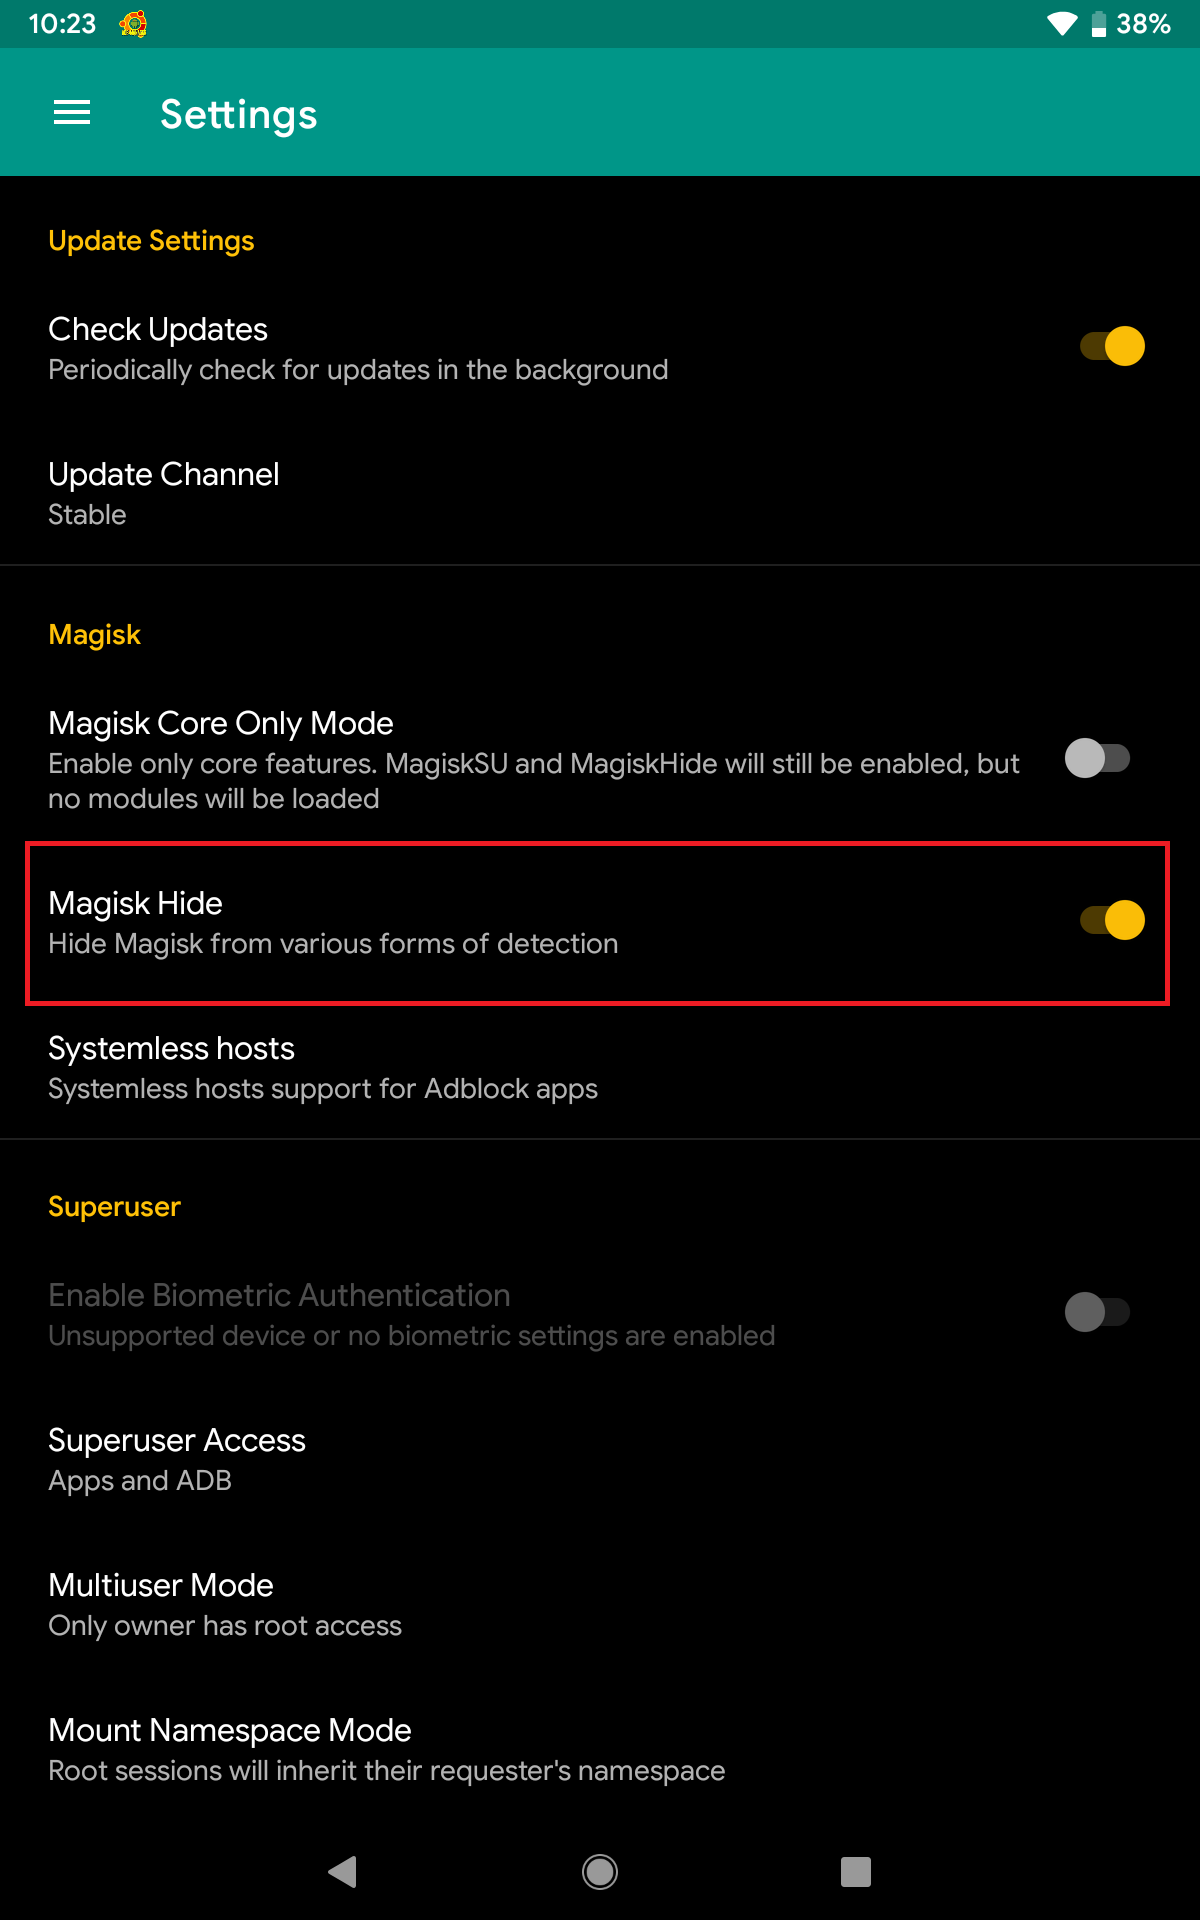 10:23
38%
Settings
Update Settings
Check Updates
Periodically check for updates in the background
Update Channel
Stable
Magisk
Magisk Core Only Mode
Enable only core features. MagiskSU and MagiskHide will still be enabled, but
no modules will be loaded
Magisk Hide
Hide Magisk from various forms of detection
Systemless hosts
Systemless hosts support for Adblock apps
Superuser
Enable Biometric Authentication
Unsupported device or no biometric settings are enabled
Superuser Access
Apps and ADB
Multiuser Mode
Only owner has root access
Mount Namespace Mode
Root sessions will inherit their requester's namespace